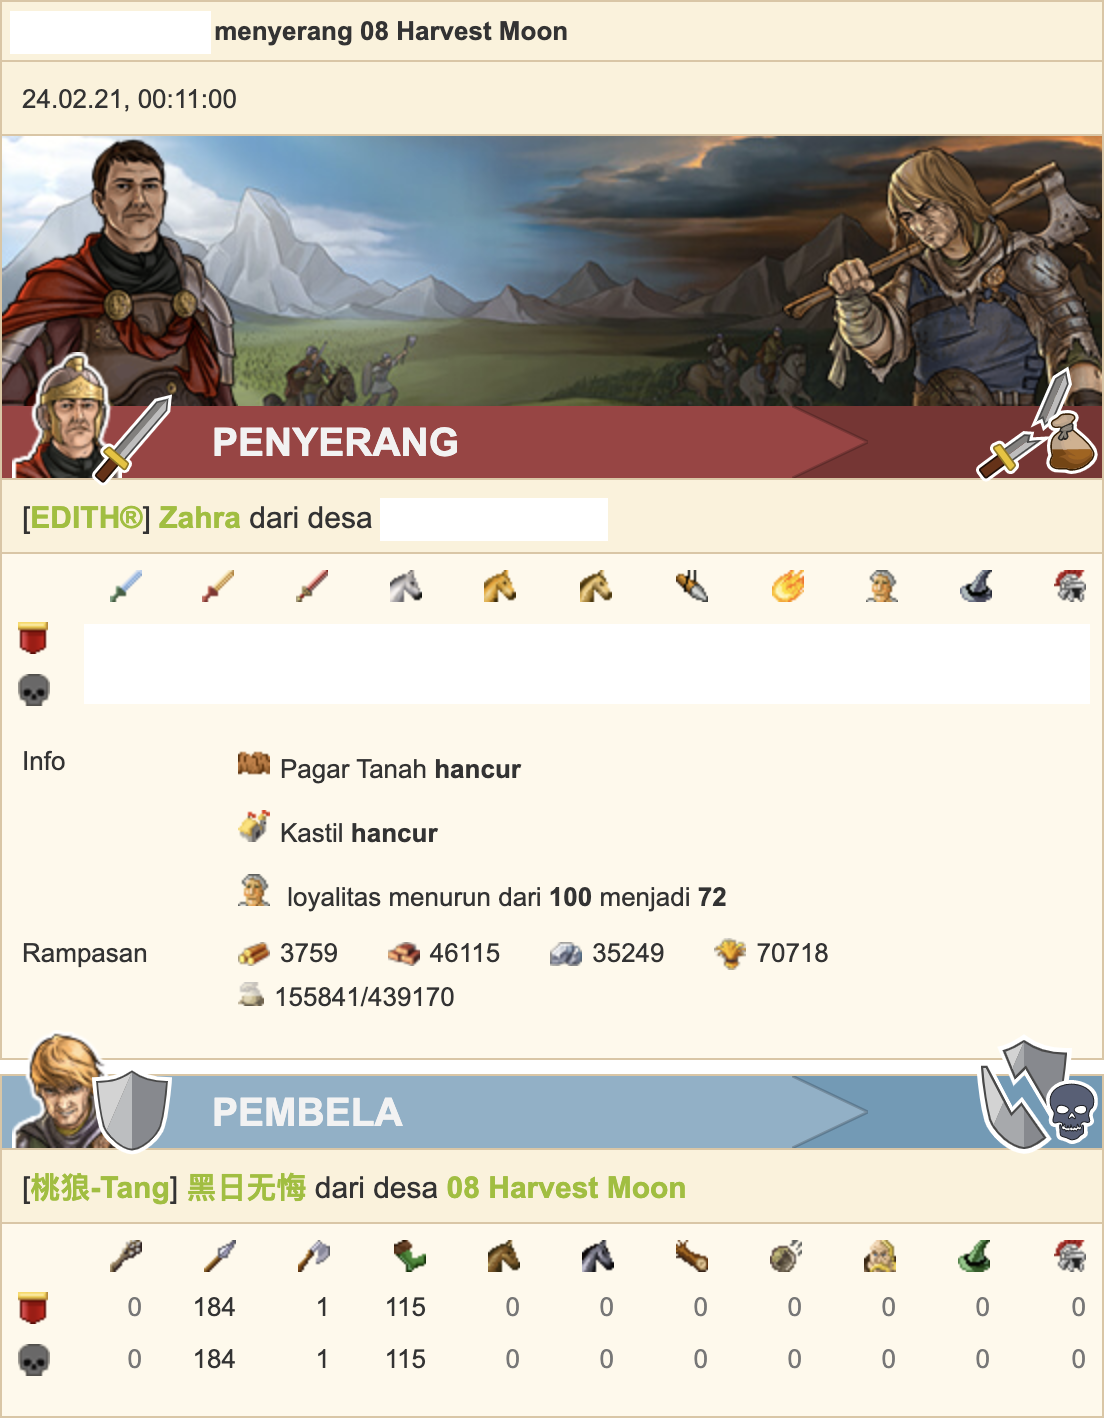 menyerang 08 Harvest Moon
24.02.21, 00:11:00
PENYERANG
[EDITH®] Zahra dari desa
Info
Pagar Tanah hancur
Kastil hancur
loyalitas menurun dari 100 menjadi 72
Rampasan 3759 46115 35249 70718
155841/439170
PEMBELA
[桃狼-Tang] 黑日无悔 dari desa 08 Harvest Moon
0 184 1 115 0 0 0 0 0 0 0
0 184 1 115 0 0 0 0 0 0 0